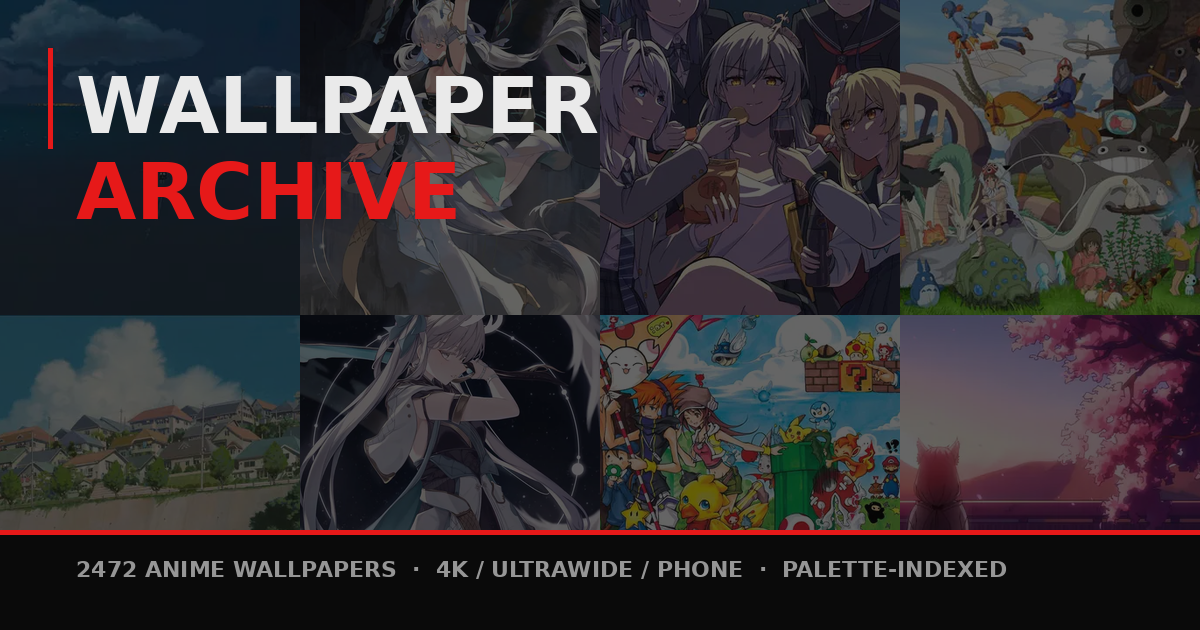 WALLPAPER
ARCHIVE
2472 ANIME WALLPAPERS · 4K / ULTRAWIDE / PHONE · PALETTE-INDEXED